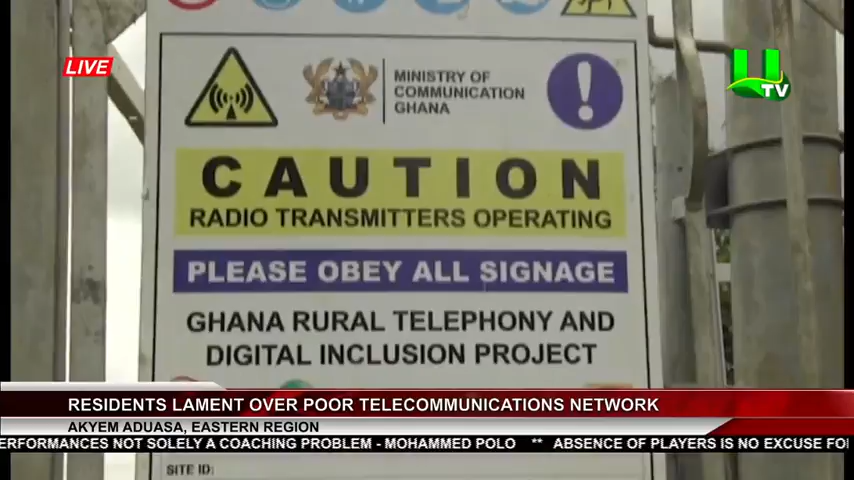 LIVE
U
TV
MINISTRY OF
COMMUNICATION
GHANA
CAUTION
RADIO TRANSMITTERS OPERATING
PLEASE OBEY ALL SIGNAGE
GHANA RURAL TELEPHONY AND
DIGITAL INCLUSION PROJECT
RESIDENTS LAMENT OVER POOR TELECOMMUNICATIONS NETWORK
AKYEM ADUASA, EASTERN REGION
ERFORMANCES NOT SOLELY A COACHING PROBLEM - MOHAMMED POLO ** ABSENCE OF PLAYERS IS NO EXCUSE FO
SITE ID: